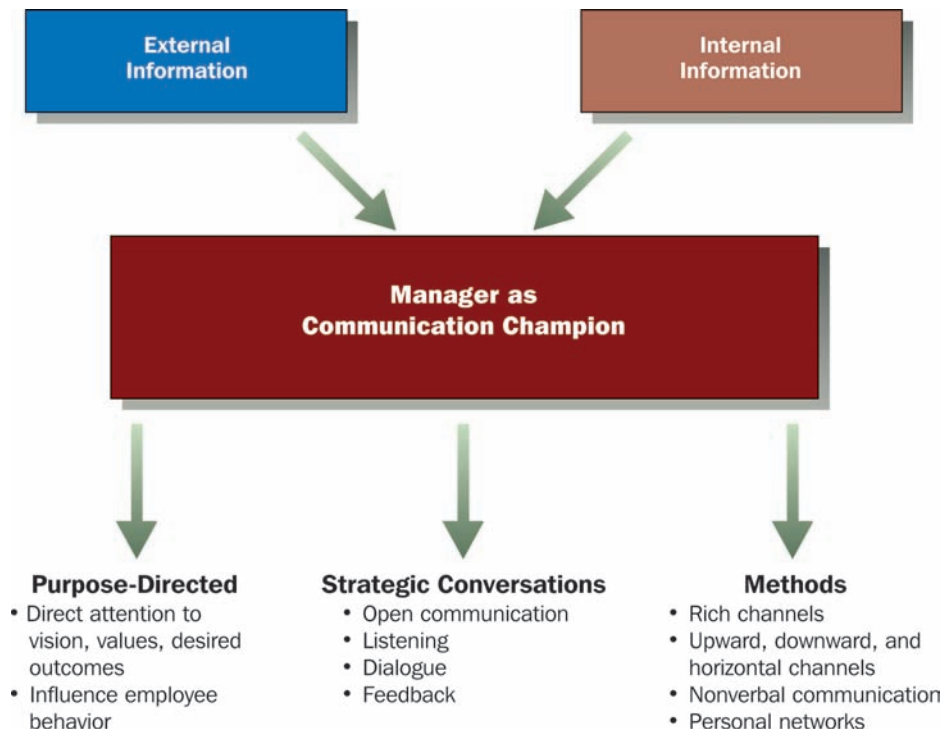 External
Information
Internal
Information
Manager as
Communication Champion
Purpose-Directed
• Direct attention to
vision, values, desired
outcomes
• Influence employee
behavior
Strategic Conversations
• Open communication
• Listening
• Dialogue
• Feedback
Methods
• Rich channels
• Upward, downward, and
horizontal channels
• Nonverbal communication
• Personal networks